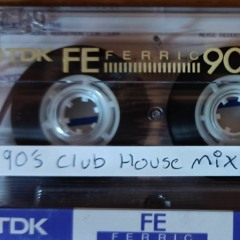 TDK FE FERRIC 90
90's Club House mix
TDK FE
FERRIC